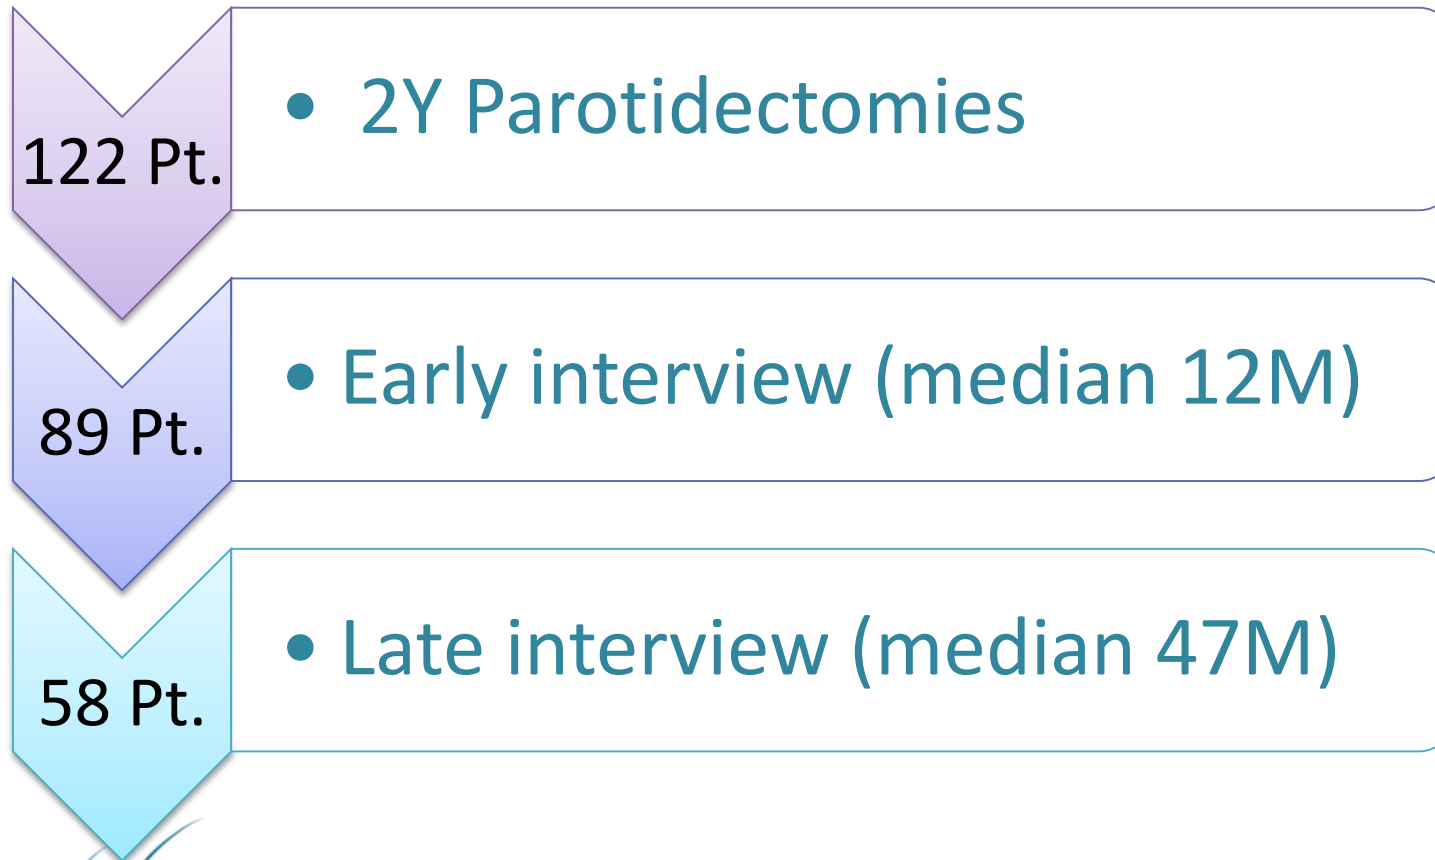 122 Pt.
• 2Y Parotidectomies
89 Pt.
• Early interview (median 12M)
58 Pt.
• Late interview (median 47M)